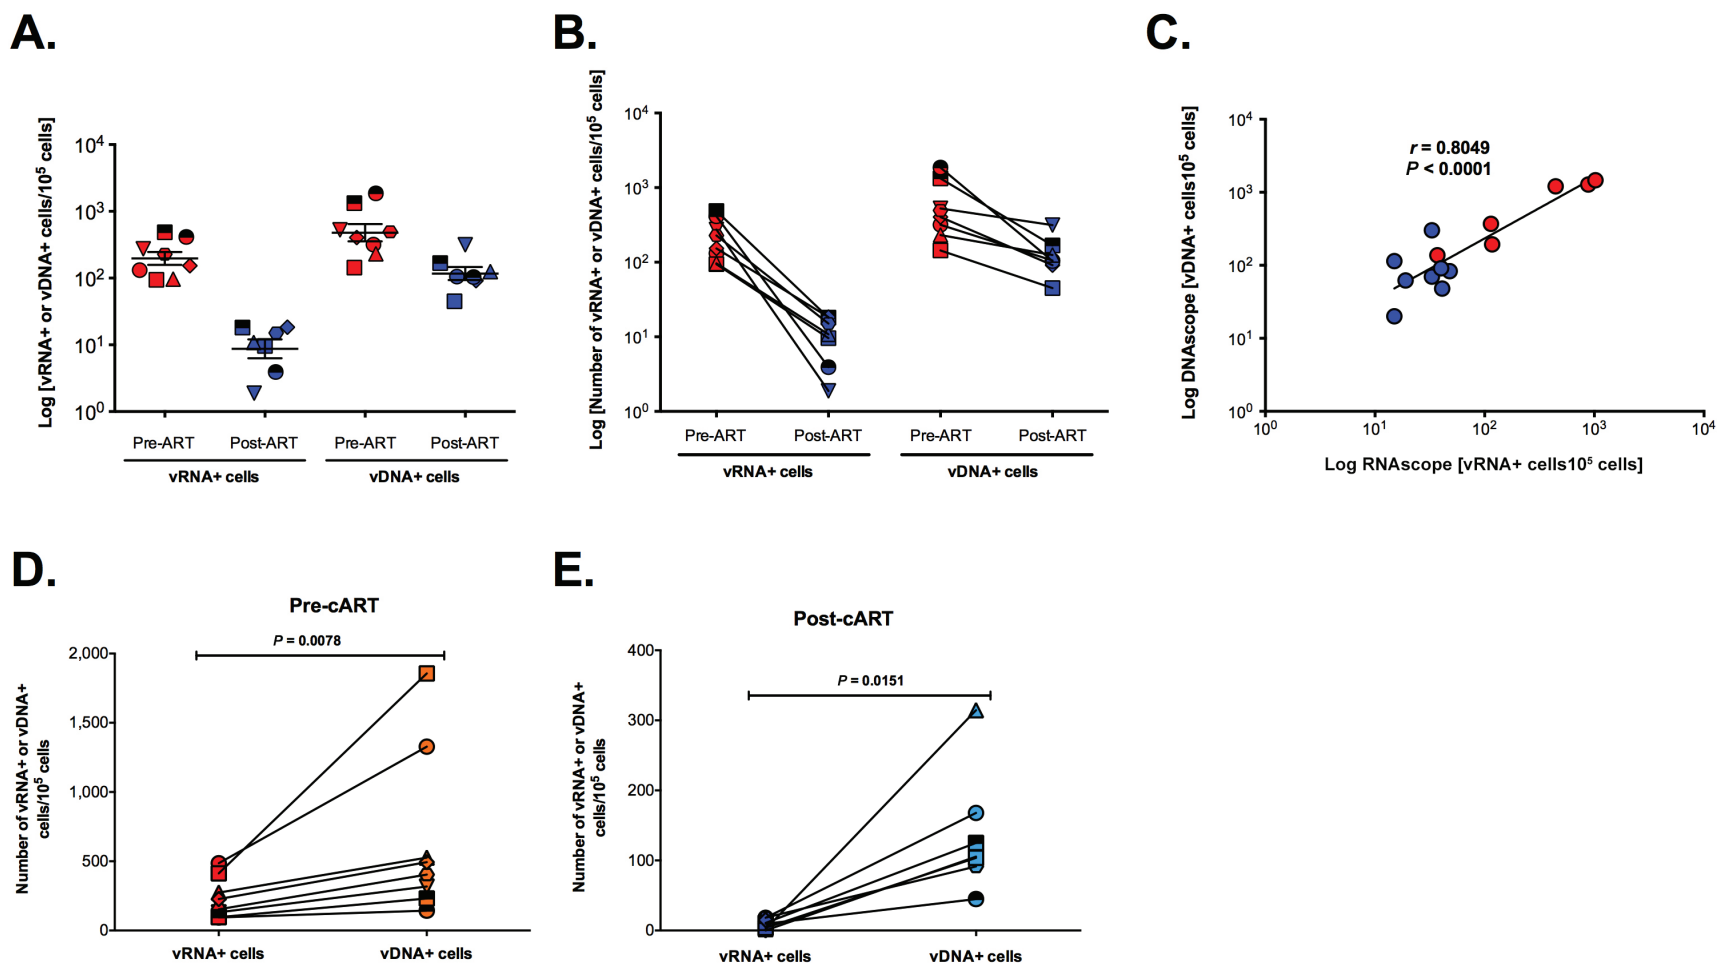 A.
Log [vRNA+ or vDNA+ cells/10⁵ cells]
10⁴
10³
10²
10¹
10⁰
Pre-ART Post-ART Pre-ART Post-ART
vRNA+ cells vDNA+ cells
B.
Log [Number of vRNA+ or vDNA+ cells/10⁵ cells]
10⁴
10³
10²
10¹
10⁰
Pre-ART Post-ART Pre-ART Post-ART
vRNA+ cells vDNA+ cells
C.
Log DNAscope [vDNA+ cells10⁵ cells]
10⁴
10³
10²
10¹
10⁰
r = 0.8049
P < 0.0001
10⁰ 10¹ 10² 10³ 10⁴
Log RNAscope [vRNA+ cells10⁵ cells]
D.
Pre-cART
P = 0.0078
Number of vRNA+ or vDNA+
cells/10⁵ cells
2,000
1,500
1,000
500
0
vRNA+ cells vDNA+ cells
E.
Post-cART
P = 0.0151
Number of vRNA+ or vDNA+
cells/10⁵ cells
400
300
200
100
0
vRNA+ cells vDNA+ cells